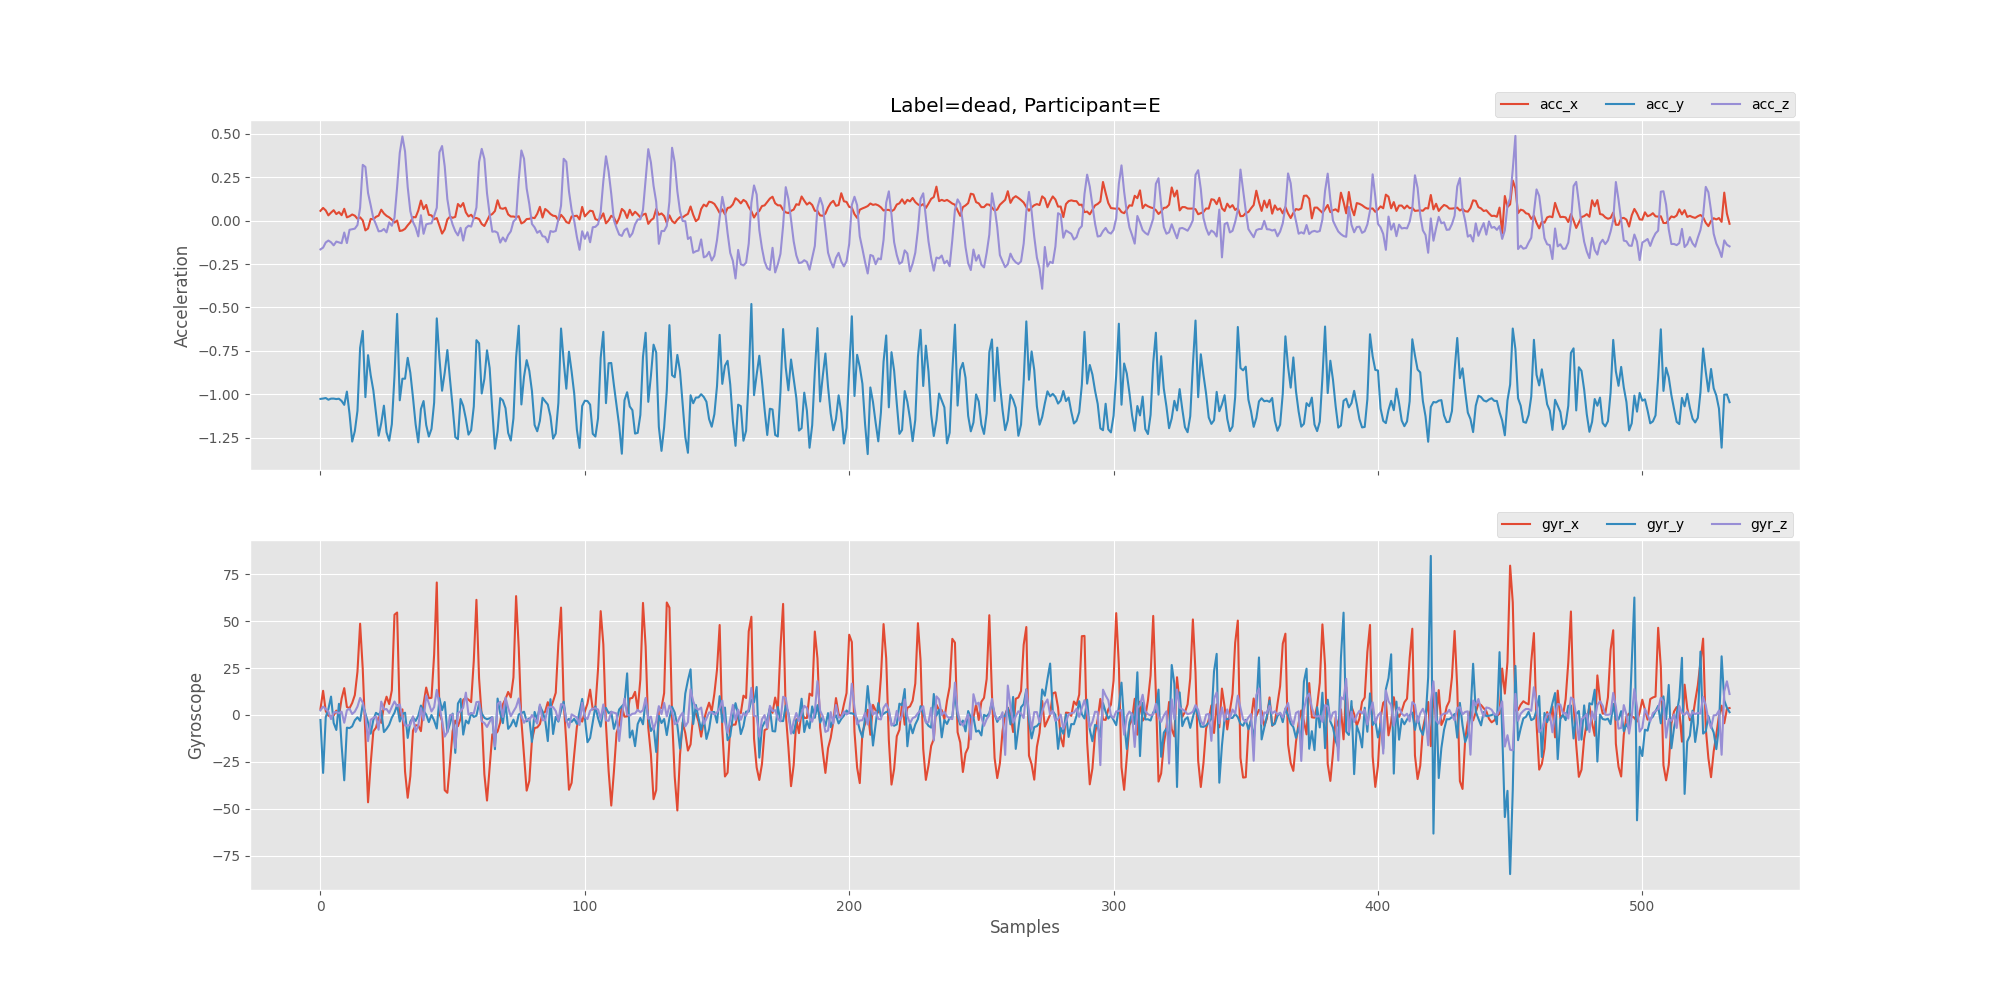 Label=dead, Participant=E
acc_x acc_y acc_z
0.50
0.25
0.00
−0.25
−0.50
−0.75
−1.00
−1.25
Acceleration
gyr_x gyr_y gyr_z
75
50
25
0
−25
−50
−75
Gyroscope
0 100 200 300 400 500
Samples